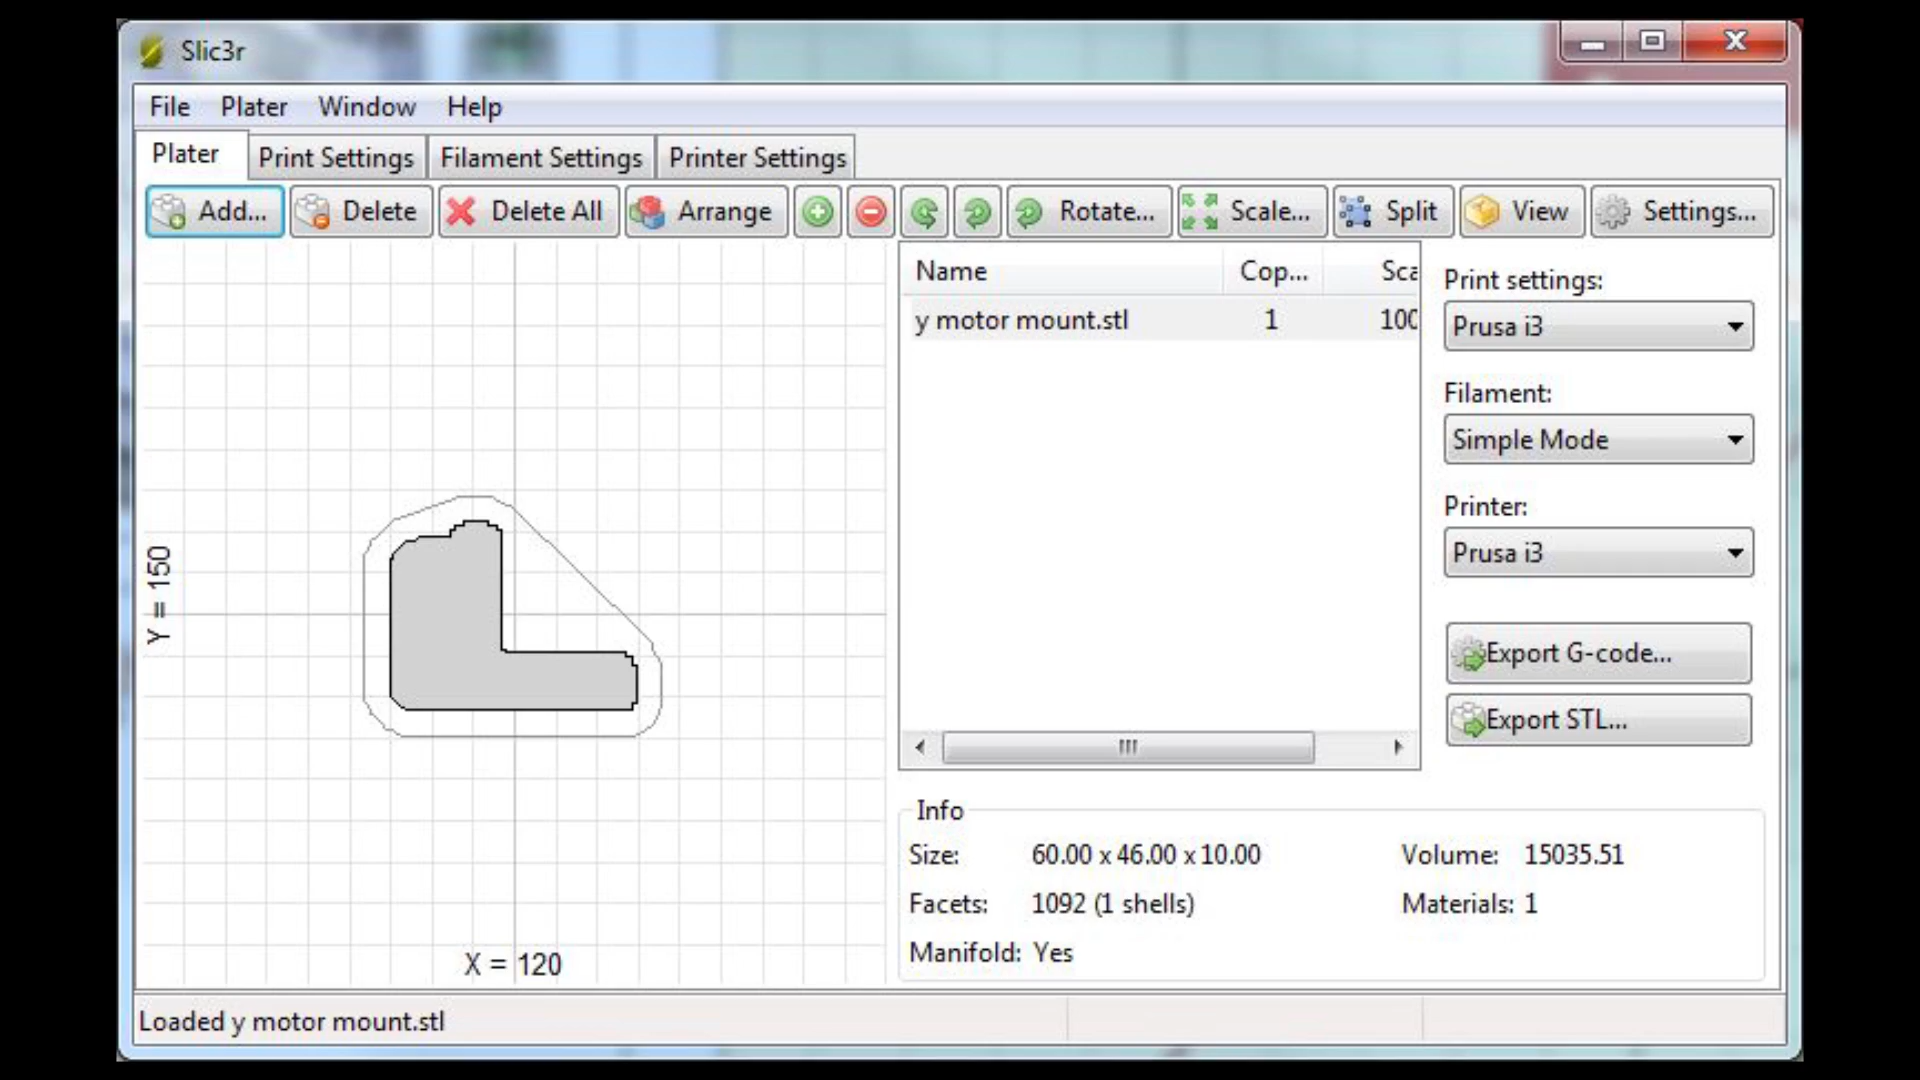 Slic3r
File Plater Window Help
Plater Print Settings Filament Settings Printer Settings
Add... Delete Delete All Arrange Rotate... Scale... Split View Settings...
Name Cop... Sca
y motor mount.stl 1 100
Print settings:
Prusa i3
Filament:
Simple Mode
Printer:
Prusa i3
Export G-code...
Export STL...
Y = 150
X = 120
Info
Size: 60.00 x 46.00 x 10.00 Volume: 15035.51
Facets: 1092 (1 shells) Materials: 1
Manifold: Yes
Loaded y motor mount.stl